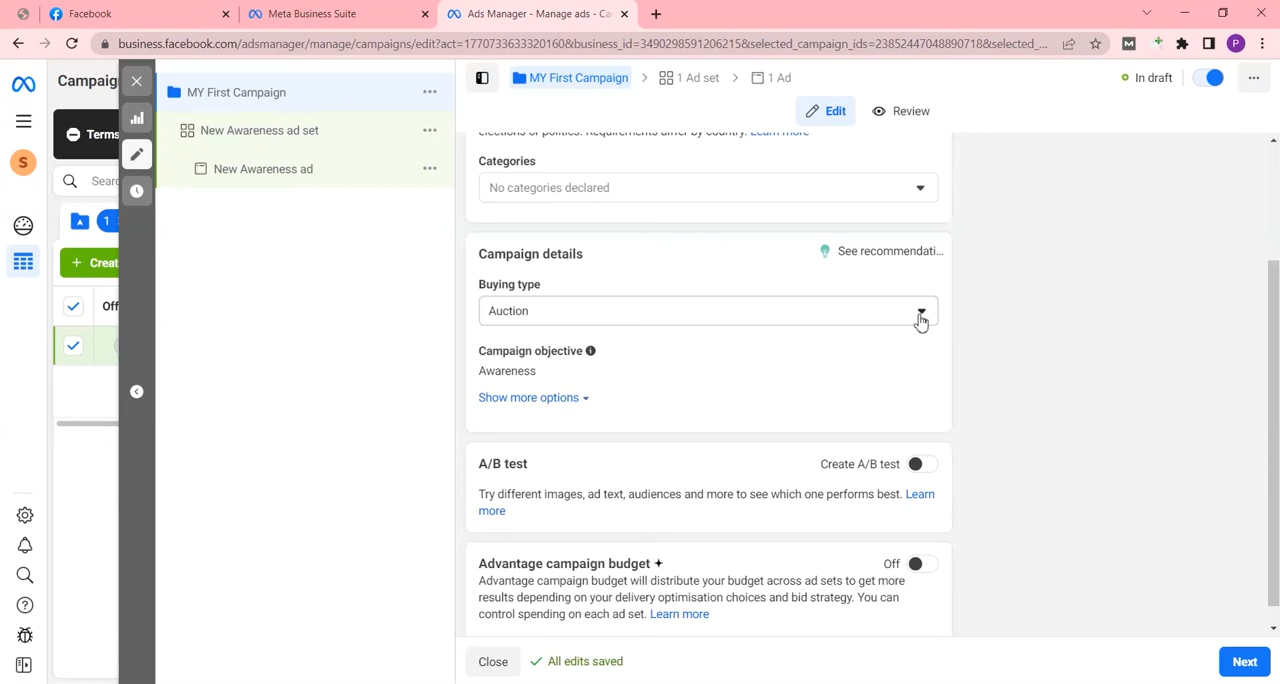 Facebook
Meta Business Suite
Ads Manager - Manage ads - Ca
business.facebook.com/adsmanager/manage/campaigns/edit?act=1775733633330160&business_id=3490298591206215&selected_campaign_ids=23852447048890718&selected_...
M
P
Campaig
MY First Campaign
MY First Campaign
1 Ad set
1 Ad
In draft
Edit
Review
Terms
S
New Awareness ad set
New Awareness ad
Searc
1
Creat
Off
elections or politics. Requirements differ by country. Learn more
Categories
No categories declared
Campaign details
See recommendati...
Buying type
Auction
Campaign objective
Awareness
Show more options
A/B test
Create A/B test
Try different images, ad text, audiences and more to see which one performs best. Learn
more
Advantage campaign budget
Off
Advantage campaign budget will distribute your budget across ad sets to get more
results depending on your delivery optimisation choices and bid strategy. You can
control spending on each ad set. Learn more
Close
All edits saved
Next